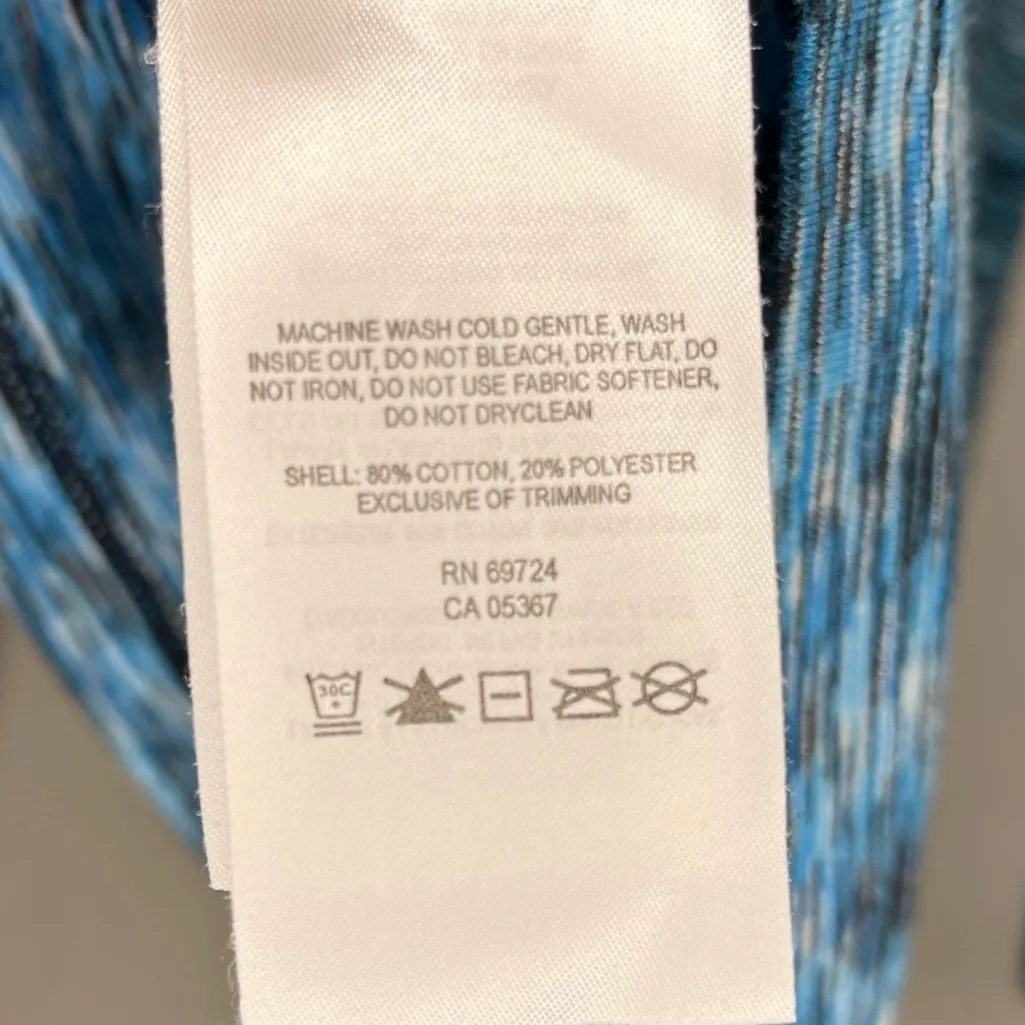 MACHINE WASH COLD GENTLE, WASH
INSIDE OUT, DO NOT BLEACH, DRY FLAT, DO
NOT IRON, DO NOT USE FABRIC SOFTENER,
DO NOT DRYCLEAN
SHELL: 80% COTTON, 20% POLYESTER
EXCLUSIVE OF TRIMMING
RN 69724
CA 05367
30C